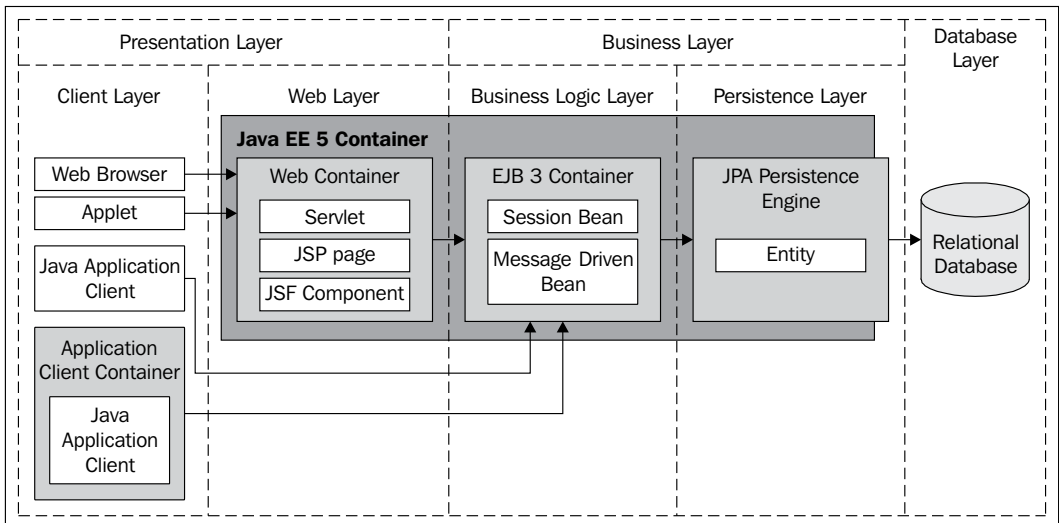 Presentation Layer
Business Layer
Database
Layer
Client Layer
Web Layer
Business Logic Layer
Persistence Layer
Java EE 5 Container
Web Browser
Applet
Java Application
Client
Application
Client Container
Java
Application
Client
Web Container
Servlet
JSP page
JSF Component
EJB 3 Container
Session Bean
Message Driven
Bean
JPA Persistence
Engine
Entity
Relational
Database